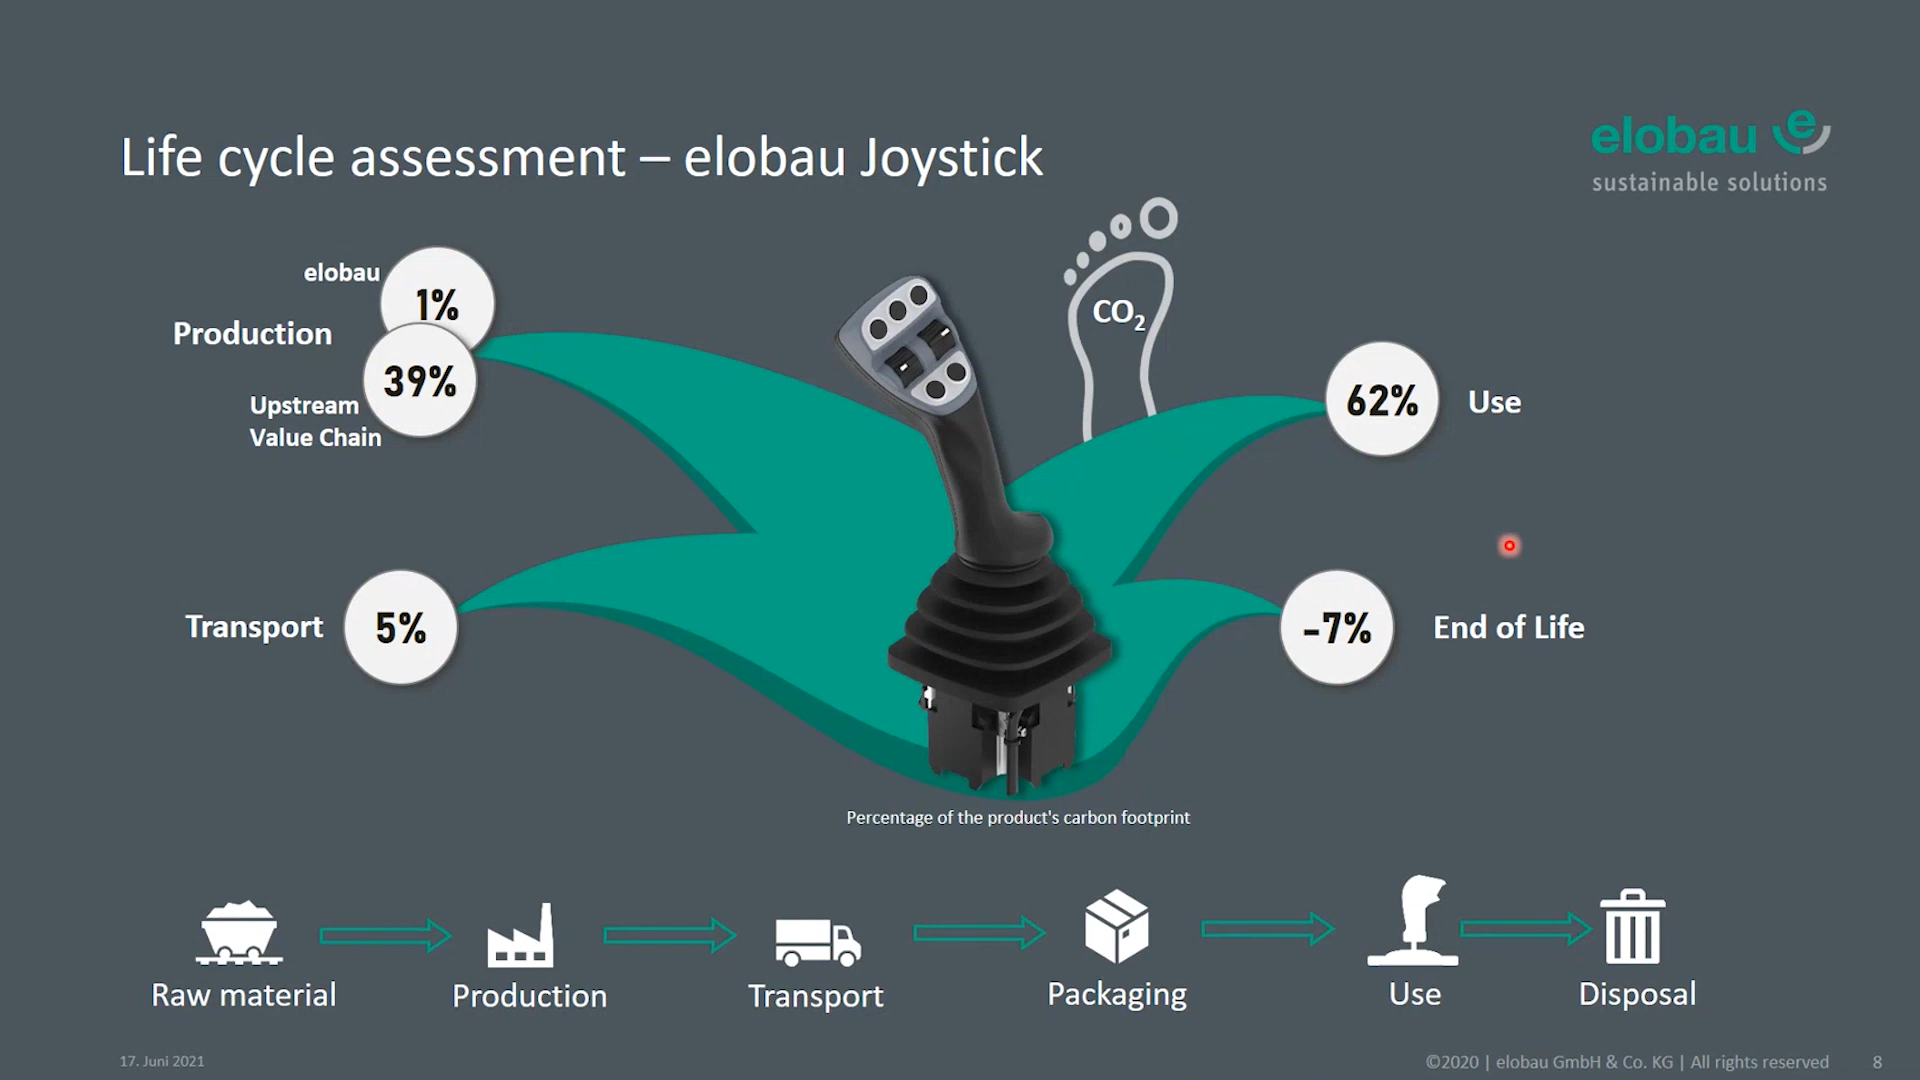 Life cycle assessment – elobau Joystick
elobau
sustainable solutions
elobau
1%
Production
39%
Upstream
Value Chain
Transport
5%
CO₂
62%
Use
-7%
End of Life
Percentage of the product's carbon footprint
Raw material
Production
Transport
Packaging
Use
Disposal
17. Juni 2021
©2020 | elobau GmbH & Co. KG | All rights reserved
8